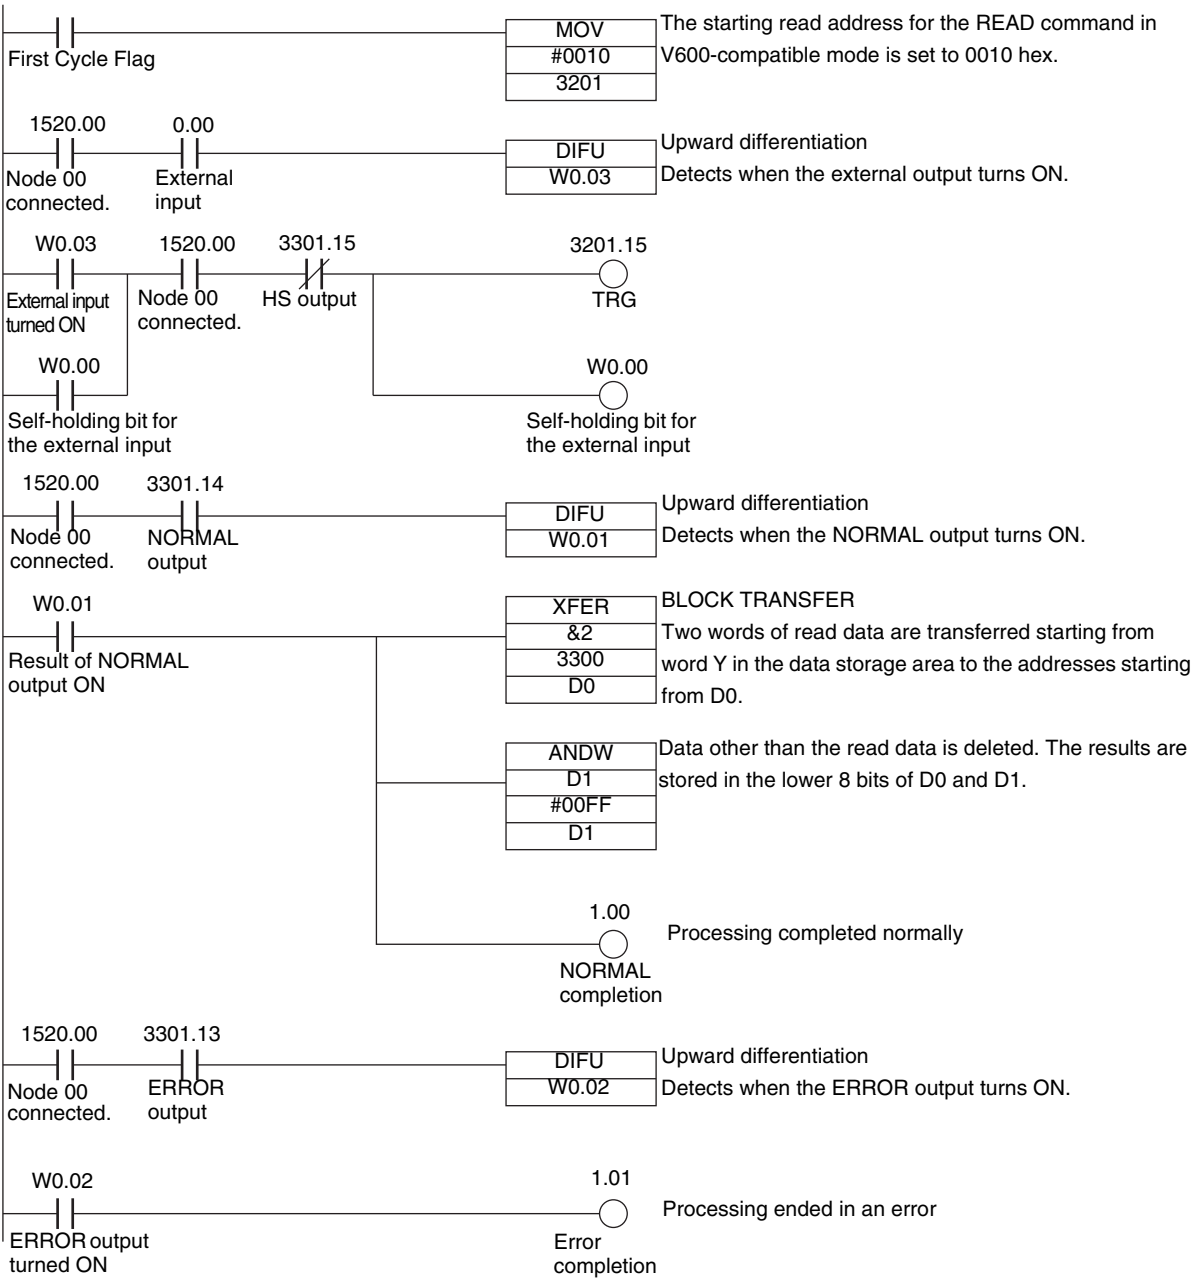 MOV
#0010
3201
The starting read address for the READ command in
V600-compatible mode is set to 0010 hex.
First Cycle Flag
1520.00 0.00
Node 00
connected.
External
input
DIFU
W0.03
Upward differentiation
Detects when the external output turns ON.
W0.03 1520.00 3301.15 3201.15
External input
turned ON
Node 00
connected.
HS output
TRG
W0.00 W0.00
Self-holding bit for
the external input
Self-holding bit for
the external input
1520.00 3301.14
Node 00
connected.
NORMAL
output
DIFU
W0.01
Upward differentiation
Detects when the NORMAL output turns ON.
W0.01
Result of NORMAL
output ON
XFER
&2
3300
D0
BLOCK TRANSFER
Two words of read data are transferred starting from
word Y in the data storage area to the addresses starting
from D0.
ANDW
D1
#00FF
D1
Data other than the read data is deleted. The results are
stored in the lower 8 bits of D0 and D1.
1.00
NORMAL
completion
Processing completed normally
1520.00 3301.13
Node 00
connected.
ERROR
output
DIFU
W0.02
Upward differentiation
Detects when the ERROR output turns ON.
W0.02 1.01
ERROR output
turned ON
Error
completion
Processing ended in an error